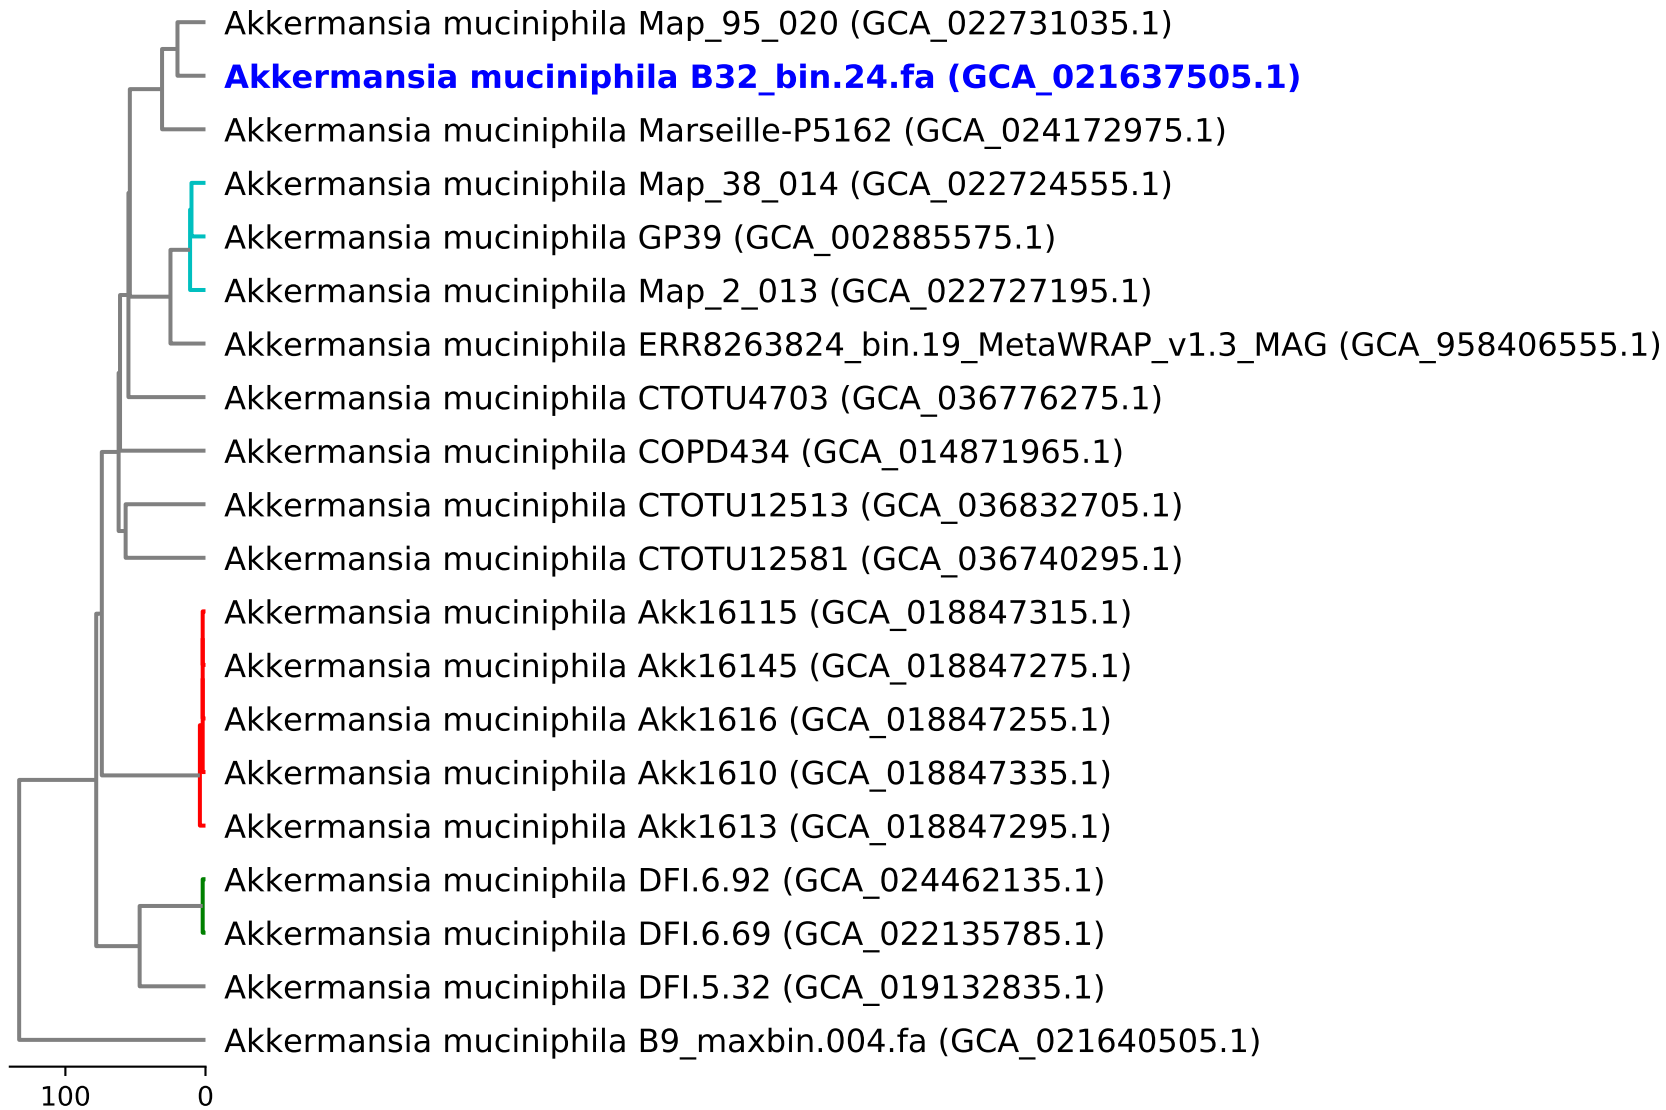 Akkermansia muciniphila Map_95_020 (GCA_022731035.1)
Akkermansia muciniphila B32_bin.24.fa (GCA_021637505.1)
Akkermansia muciniphila Marseille-P5162 (GCA_024172975.1)
Akkermansia muciniphila Map_38_014 (GCA_022724555.1)
Akkermansia muciniphila GP39 (GCA_002885575.1)
Akkermansia muciniphila Map_2_013 (GCA_022727195.1)
Akkermansia muciniphila ERR8263824_bin.19_MetaWRAP_v1.3_MAG (GCA_958406555.1)
Akkermansia muciniphila CTOTU4703 (GCA_036776275.1)
Akkermansia muciniphila COPD434 (GCA_014871965.1)
Akkermansia muciniphila CTOTU12513 (GCA_036832705.1)
Akkermansia muciniphila CTOTU12581 (GCA_036740295.1)
Akkermansia muciniphila Akk16115 (GCA_018847315.1)
Akkermansia muciniphila Akk16145 (GCA_018847275.1)
Akkermansia muciniphila Akk1616 (GCA_018847255.1)
Akkermansia muciniphila Akk1610 (GCA_018847335.1)
Akkermansia muciniphila Akk1613 (GCA_018847295.1)
Akkermansia muciniphila DFI.6.92 (GCA_024462135.1)
Akkermansia muciniphila DFI.6.69 (GCA_022135785.1)
Akkermansia muciniphila DFI.5.32 (GCA_019132835.1)
Akkermansia muciniphila B9_maxbin.004.fa (GCA_021640505.1)
100 0